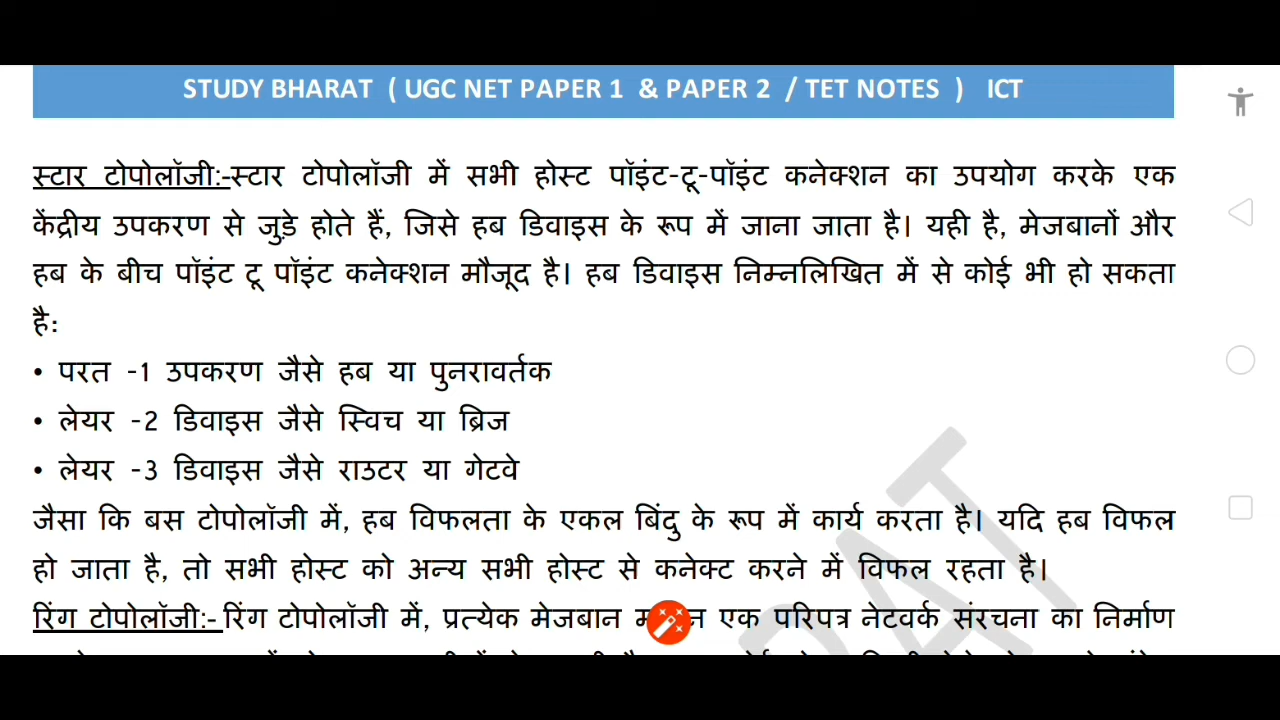 STUDY BHARAT ( UGC NET PAPER 1 & PAPER 2 / TET NOTES ) ICT
स्टार टोपोलॉजी:-स्टार टोपोलॉजी में सभी होस्ट पॉइंट-टू-पॉइंट कनेक्शन का उपयोग करके एक
केंद्रीय उपकरण से जुड़े होते हैं, जिसे हब डिवाइस के रूप में जाना जाता है। यही है, मेजबानों और
हब के बीच पॉइंट टू पॉइंट कनेक्शन मौजूद है। हब डिवाइस निम्नलिखित में से कोई भी हो सकता
है:
• परत -1 उपकरण जैसे हब या पुनरावर्तक
• लेयर -2 डिवाइस जैसे स्विच या ब्रिज
• लेयर -3 डिवाइस जैसे राउटर या गेटवे
जैसा कि बस टोपोलॉजी में, हब विफलता के एकल बिंदु के रूप में कार्य करता है। यदि हब विफल
हो जाता है, तो सभी होस्ट को अन्य सभी होस्ट से कनेक्ट करने में विफल रहता है।
रिंग टोपोलॉजी:- रिंग टोपोलॉजी में, प्रत्येक मेजबान एक परिपत्र नेटवर्क संरचना का निर्माण